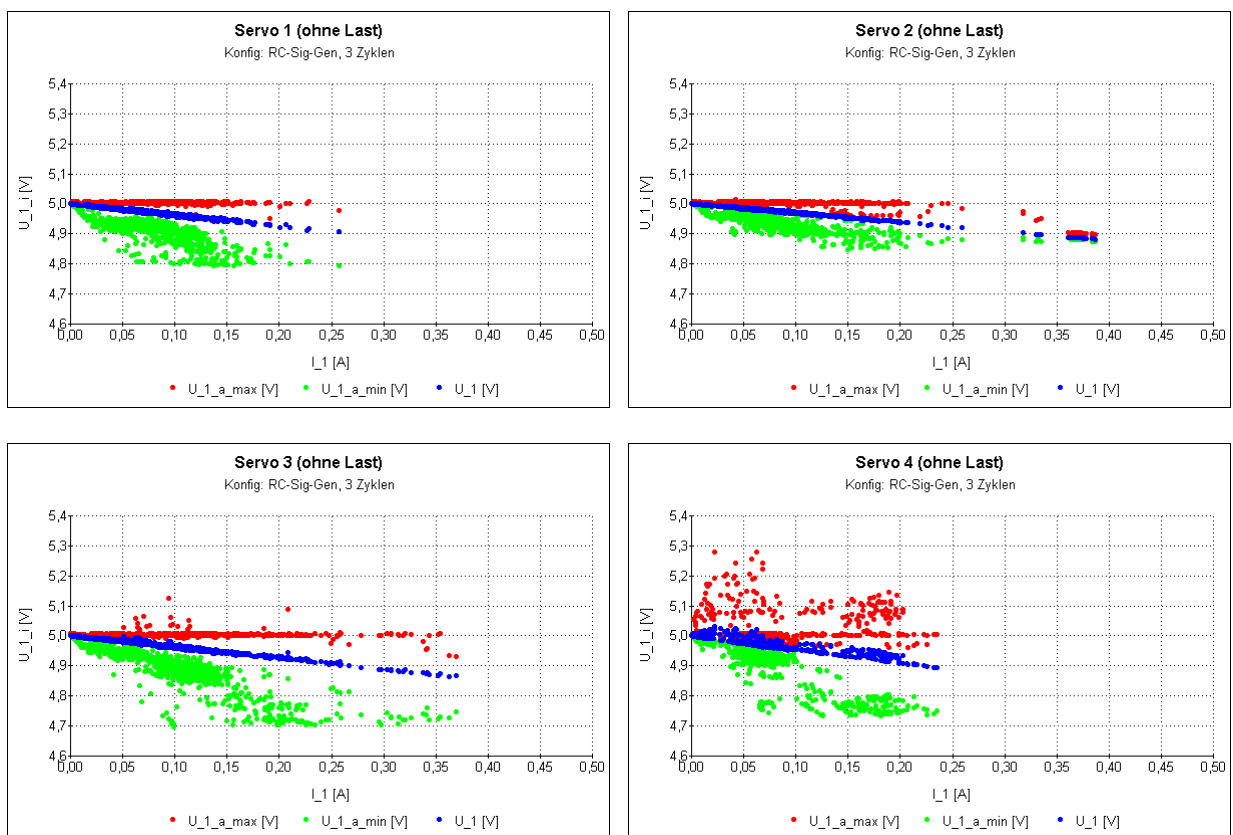 Servo 1 (ohne Last)
Konfig: RC-Sig-Gen, 3 Zyklen
5,4
5,3
5,2
5,1
5,0
4,9
4,8
4,7
4,6
U_1_i [V]
0,00 0,05 0,10 0,15 0,20 0,25 0,30 0,35 0,40 0,45 0,50
I_1 [A]
U_1_a_max [V] U_1_a_min [V] U_1 [V]
Servo 2 (ohne Last)
Konfig: RC-Sig-Gen, 3 Zyklen
5,4
5,3
5,2
5,1
5,0
4,9
4,8
4,7
4,6
U_1_i [V]
0,00 0,05 0,10 0,15 0,20 0,25 0,30 0,35 0,40 0,45 0,50
I_1 [A]
U_1_a_max [V] U_1_a_min [V] U_1 [V]
Servo 3 (ohne Last)
Konfig: RC-Sig-Gen, 3 Zyklen
5,4
5,3
5,2
5,1
5,0
4,9
4,8
4,7
4,6
U_1_i [V]
0,00 0,05 0,10 0,15 0,20 0,25 0,30 0,35 0,40 0,45 0,50
I_1 [A]
U_1_a_max [V] U_1_a_min [V] U_1 [V]
Servo 4 (ohne Last)
Konfig: RC-Sig-Gen, 3 Zyklen
5,4
5,3
5,2
5,1
5,0
4,9
4,8
4,7
4,6
U_1_i [V]
0,00 0,05 0,10 0,15 0,20 0,25 0,30 0,35 0,40 0,45 0,50
I_1 [A]
U_1_a_max [V] U_1_a_min [V] U_1 [V]